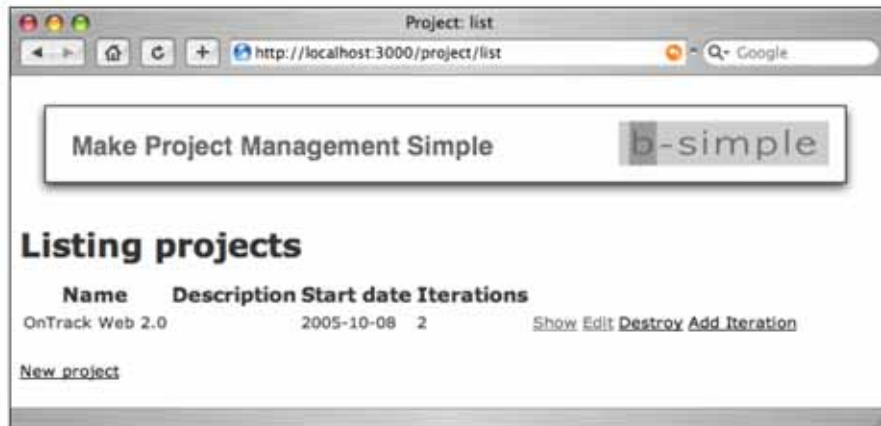 Project: list
http://localhost:3000/project/list
Google
Make Project Management Simple
b-simple
Listing projects
Name Description Start date Iterations
OnTrack Web 2.0 2005-10-08 2 Show Edit Destroy Add Iteration
New project